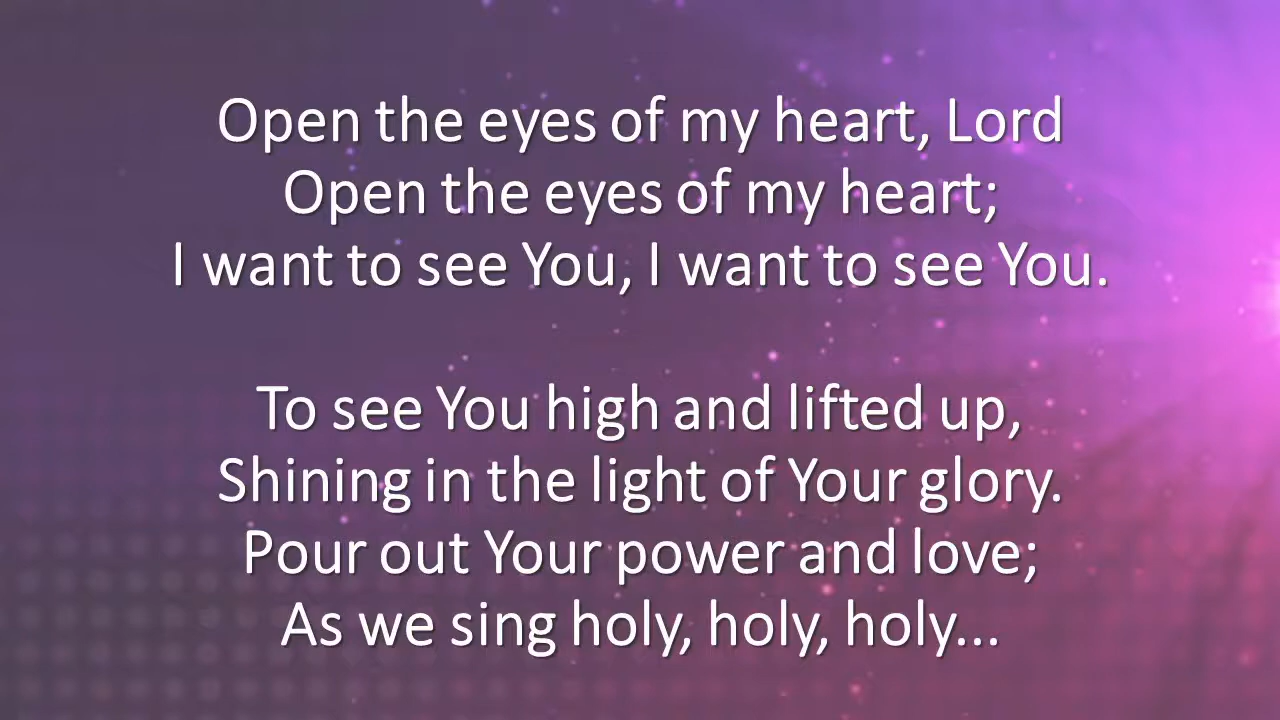 Open the eyes of my heart, Lord
Open the eyes of my heart;
I want to see You, I want to see You.
To see You high and lifted up,
Shining in the light of Your glory.
Pour out Your power and love;
As we sing holy, holy, holy...